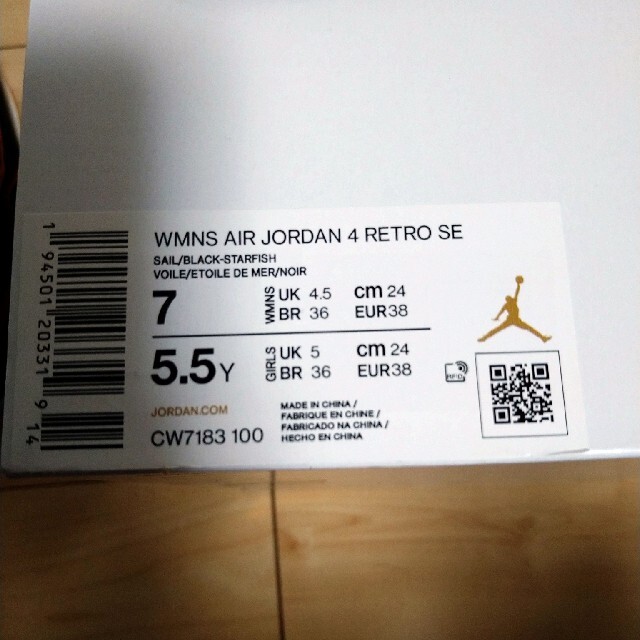 WMNS AIR JORDAN 4 RETRO SE
SAIL/BLACK-STARFISH
VOILE/ETOILE DE MER/NOIR
7 WMNS UK 4.5 cm 24
BR 36 EUR38
5.5Y GIRLS UK 5 cm 24
BR 36 EUR38
RFID
JORDAN.COM
CW7183 100
MADE IN CHINA /
FABRIQUE EN CHINE /
FABRICADO NA CHINA /
HECHO EN CHINA
1 94501 20331 9 14